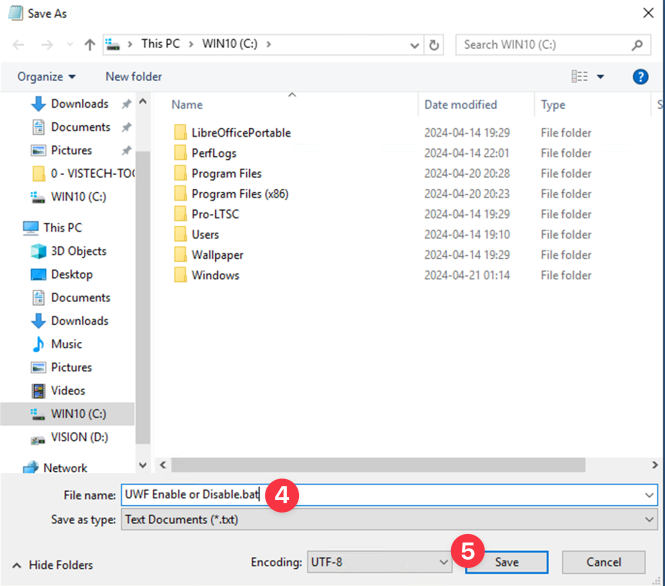 Save As
This PC > WIN10 (C:) >
Search WIN10 (C:)
Organize
New folder
Name
Date modified
Type
S
Downloads
Documents
Pictures
0 - VISTECH-TOO
WIN10 (C:)
This PC
3D Objects
Desktop
Documents
Downloads
Music
Pictures
Videos
WIN10 (C:)
VISION (D:)
Network
LibreOfficePortable 2024-04-14 19:29 File folder
PerfLogs 2024-04-14 22:01 File folder
Program Files 2024-04-20 20:28 File folder
Program Files (x86) 2024-04-20 20:23 File folder
Pro-LTSC 2024-04-14 19:29 File folder
Users 2024-04-14 19:10 File folder
Wallpaper 2024-04-14 19:29 File folder
Windows 2024-04-21 01:14 File folder
File name: UWF Enable or Disable.bat 4
Save as type: Text Documents (*.txt)
Hide Folders
Encoding: UTF-8
5
Save
Cancel